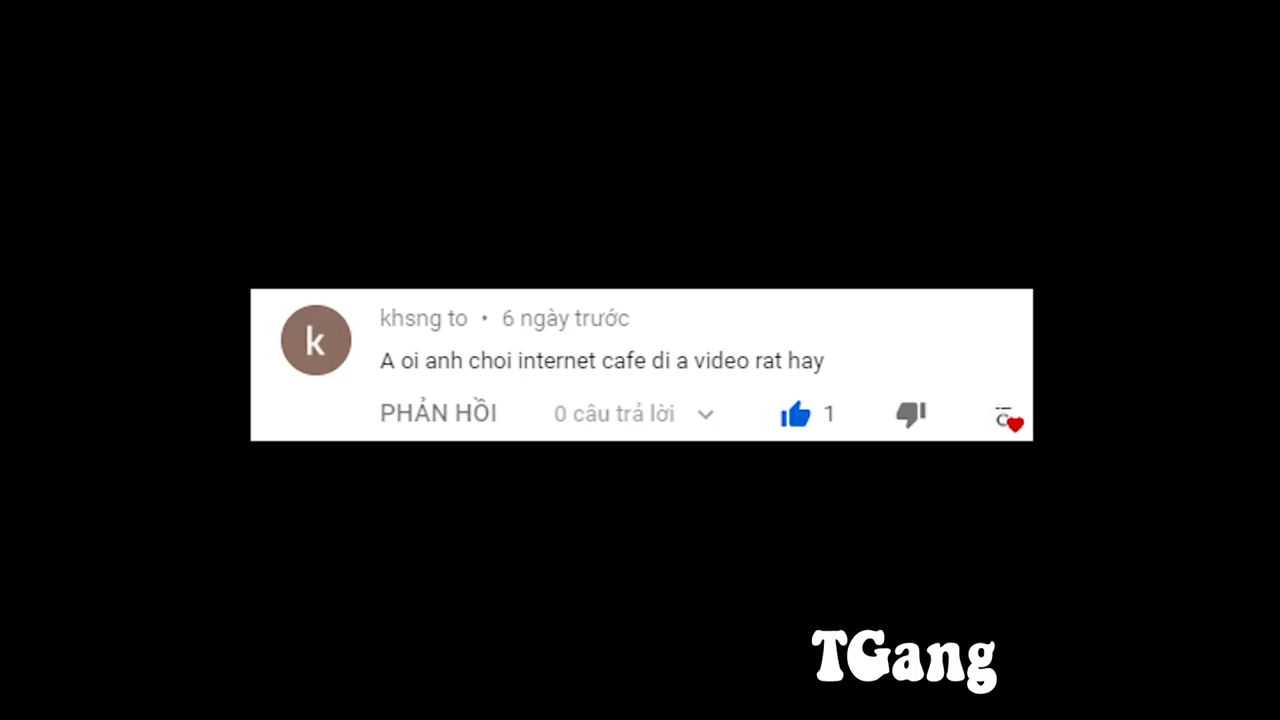 k
khsng to • 6 ngày trước
A oi anh choi internet cafe di a video rat hay
PHẢN HỒI 0 câu trả lời 1
TGang